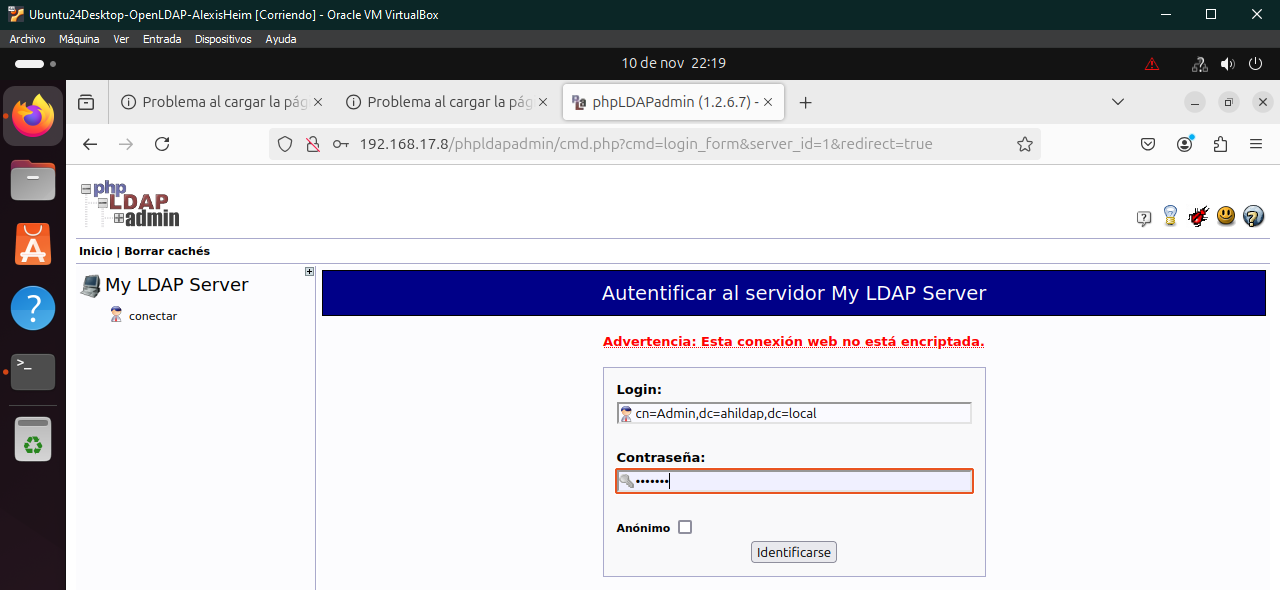 Ubuntu24Desktop-OpenLDAP-AlexisHeim [Corriendo] - Oracle VM VirtualBox
Archivo Máquina Ver Entrada Dispositivos Ayuda
10 de nov 22:19
Problema al cargar la pág
Problema al cargar la pág
phpLDAPadmin (1.2.6.7) -
192.168.17.8/phpldapadmin/cmd.php?cmd=login_form&server_id=1&redirect=true
php
LDAP
admin
Inicio | Borrar cachés
My LDAP Server
conectar
Autentificar al servidor My LDAP Server
Advertencia: Esta conexión web no está encriptada.
Login:
cn=Admin,dc=ahildap,dc=local
Contraseña:
•••••••
Anónimo
Identificarse